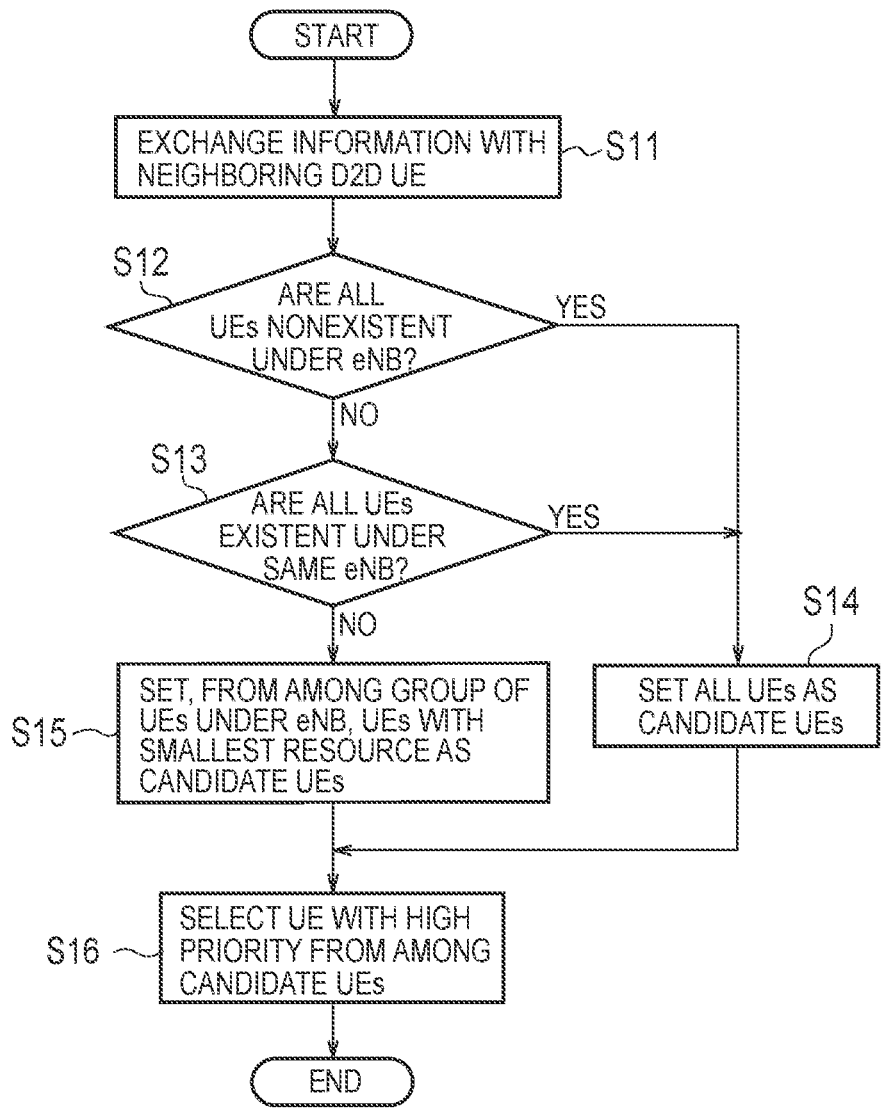 START
EXCHANGE INFORMATION WITH
NEIGHBORING D2D UE
S11
S12
ARE ALL
UEs NONEXISTENT
UNDER eNB?
YES
NO
S13
ARE ALL UEs
EXISTENT UNDER
SAME eNB?
YES
NO
S14
SET ALL UEs AS
CANDIDATE UEs
S15
SET, FROM AMONG GROUP OF
UEs UNDER eNB, UEs WITH
SMALLEST RESOURCE AS
CANDIDATE UEs
S16
SELECT UE WITH HIGH
PRIORITY FROM AMONG
CANDIDATE UEs
END